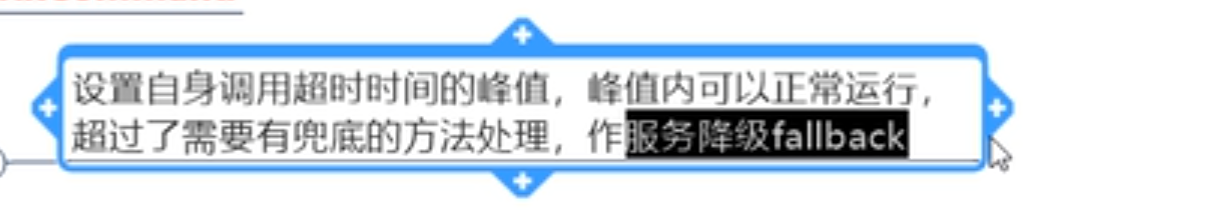 设置自身调用超时时间的峰值，峰值内可以正常运行，
超过了需要有兜底的方法处理，作服务降级fallback